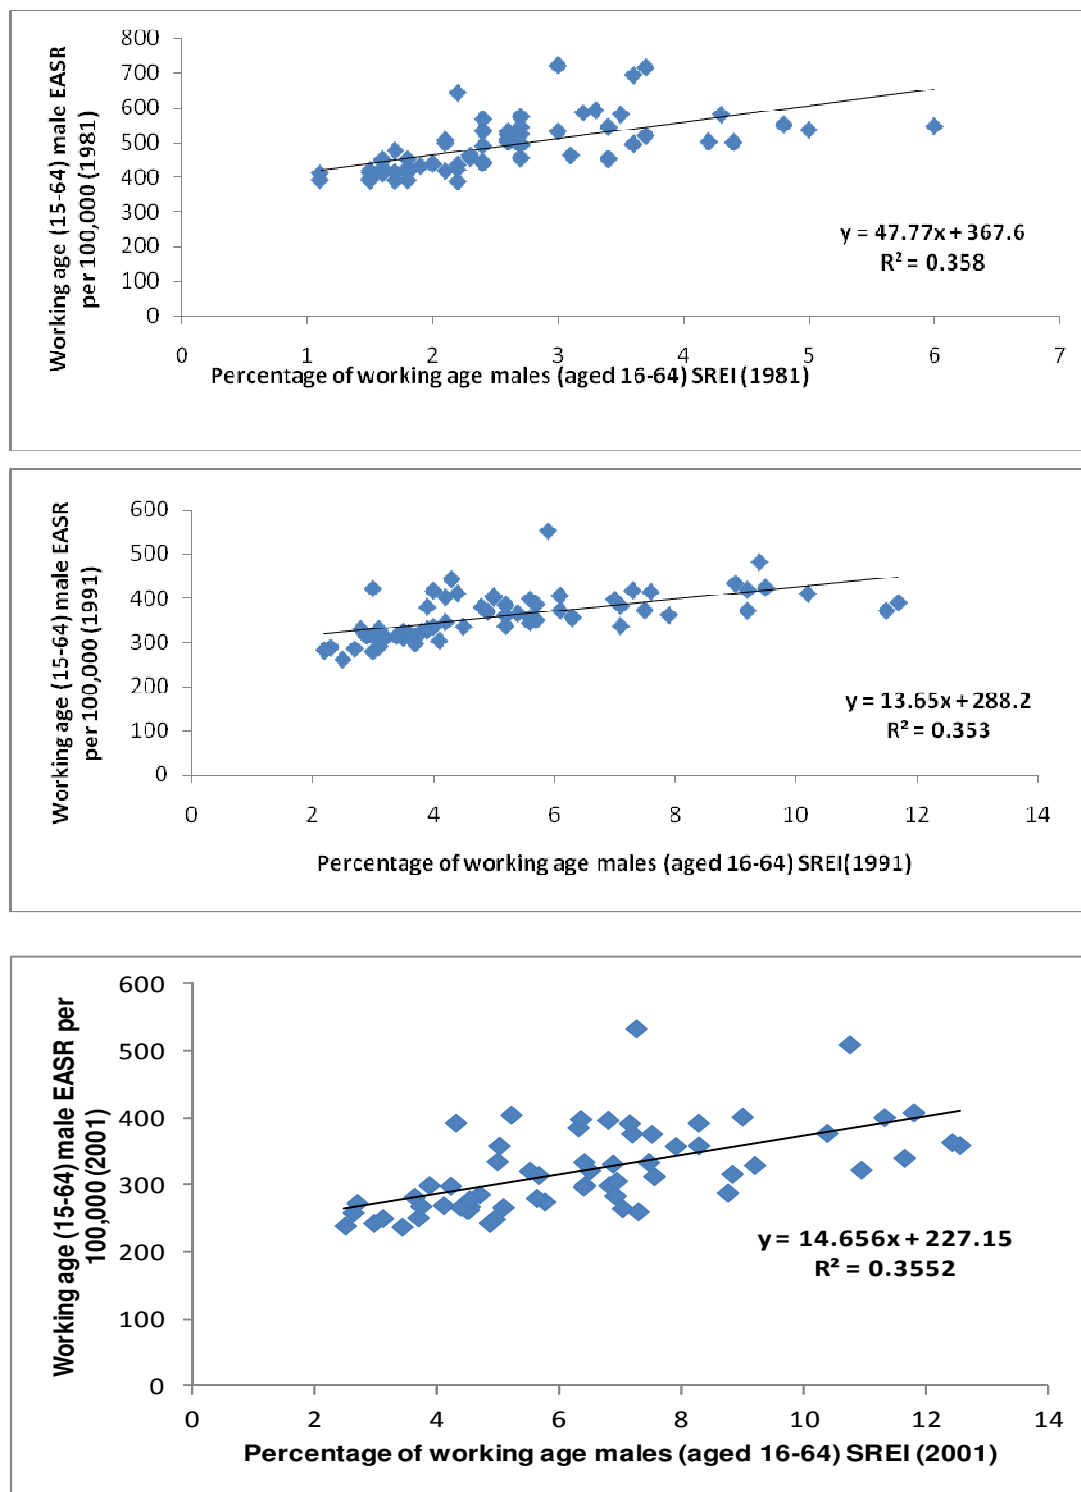 Working age (15-64) male EASR
per 100,000 (1981)
800
700
600
500
400
300
200
100
0
y = 47.77x + 367.6
R² = 0.358
0 1 2 3 4 5 6 7
Percentage of working age males (aged 16-64) SREI (1981)
Working age (15-64) male EASR
per 100,000 (1991)
600
500
400
300
200
100
0
y = 13.65x + 288.2
R² = 0.353
0 2 4 6 8 10 12 14
Percentage of working age males (aged 16-64) SREI(1991)
Working age (15-64) male EASR per
100,000 (2001)
600
500
400
300
200
100
0
y = 14.656x + 227.15
R² = 0.3552
0 2 4 6 8 10 12 14
Percentage of working age males (aged 16-64) SREI (2001)